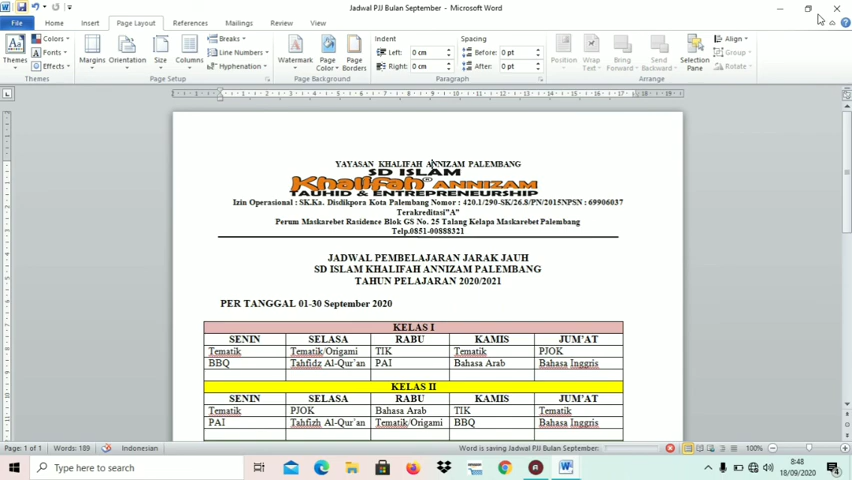 Jadwal PJJ Bulan September - Microsoft Word
File Home Insert Page Layout References Mailings Review View
Themes Colors Fonts Effects Margins Orientation Size Columns Breaks Line Numbers Hyphenation Watermark Page Color Page Borders Indent Left: 0 cm Right: 0 cm Spacing Before: 0 pt After: 0 pt Position Wrap Text Bring Forward Send Backward Selection Pane Align Group Rotate
Themes Page Setup Page Background Paragraph Arrange
YAYASAN KHALIFAH ANNIZAM PALEMBANG
SD ISLAM
Khalifah ® ANNIZAM
TAUHID & ENTREPRENEURSHIP
Izin Operasional : SK.Ka. Disdikpora Kota Palembang Nomor : 420.1/290-SK/26.8/PN/2015NPSN : 69906037
Terakreditasi"A"
Perum Maskarebet Rasidence Blok GS No. 25 Talang Kelapa Maskarebet Palembang
Telp.0851-00888321
JADWAL PEMBELAJARAN JARAK JAUH
SD ISLAM KHALIFAH ANNIZAM PALEMBANG
TAHUN PELAJARAN 2020/2021
PER TANGGAL 01-30 September 2020
KELAS I
SENIN SELASA RABU KAMIS JUM'AT
Tematik Tematik/Origami TIK Tematik PJOK
BBQ Tahfidz Al-Qur'an PAI Bahasa Arab Bahasa Inggris
KELAS II
SENIN SELASA RABU KAMIS JUM'AT
Tematik PJOK Bahasa Arab TIK Tematik
PAI Tahfizh Al-Qur'an Tematik/Origami BBQ Bahasa Inggris
Page: 1 of 1 Words: 189 Indonesian Word is saving Jadwal PJJ Bulan September: 100%
Type here to search
8:48
18/09/2020
4